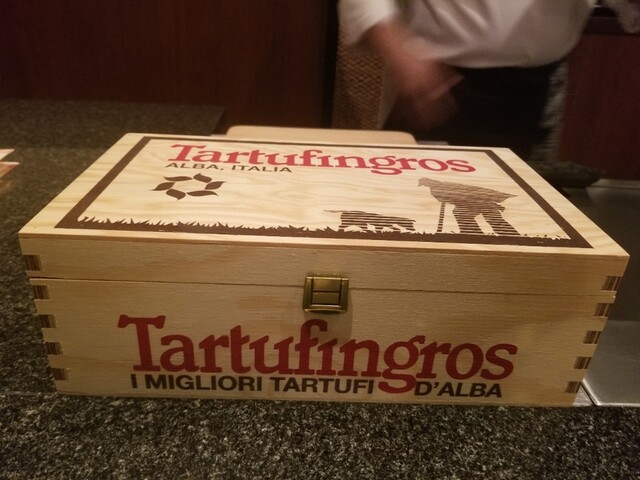 Tartufingros
ALBA, ITALIA
Tartufingros
I MIGLIORI TARTUFI D'ALBA